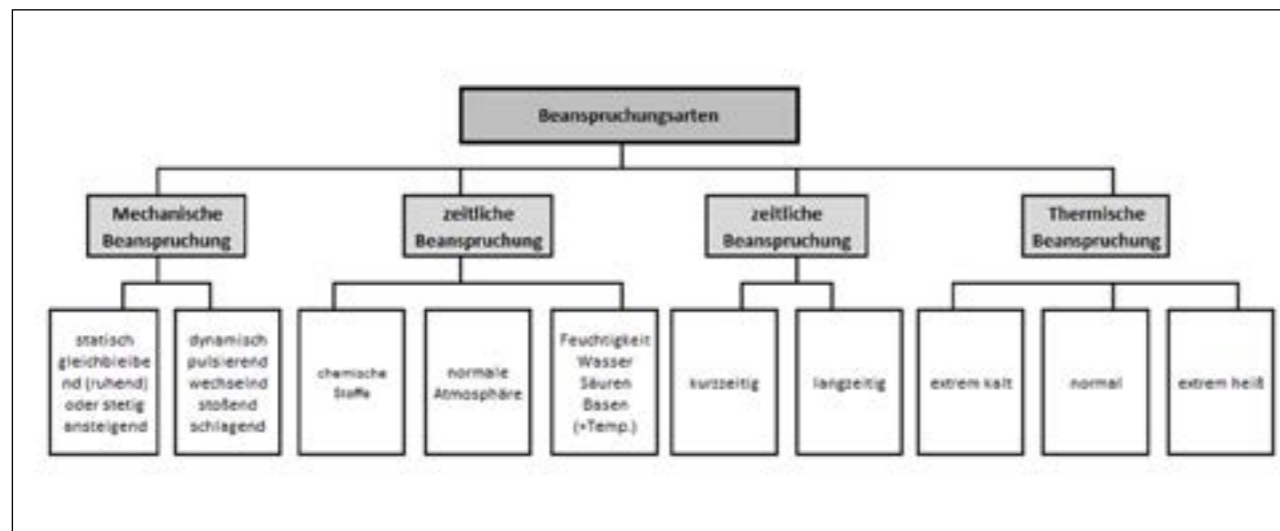 Beanspruchungsarten
Mechanische
Beanspruchung
zeitliche
Beanspruchung
zeitliche
Beanspruchung
Thermische
Beanspruchung
statisch
gleichbleibe
nd (ruhend)
oder stetig
ansteigend
dynamisch
pulsierend
wechselnd
stoßend
schlagend
chemische
Stoffe
normale
Atmosphäre
Feuchtigkeit
Wasser
Säuren
Basen
(+Temp.)
kurzzeitig
langzeitig
extrem kalt
normal
extrem heiß